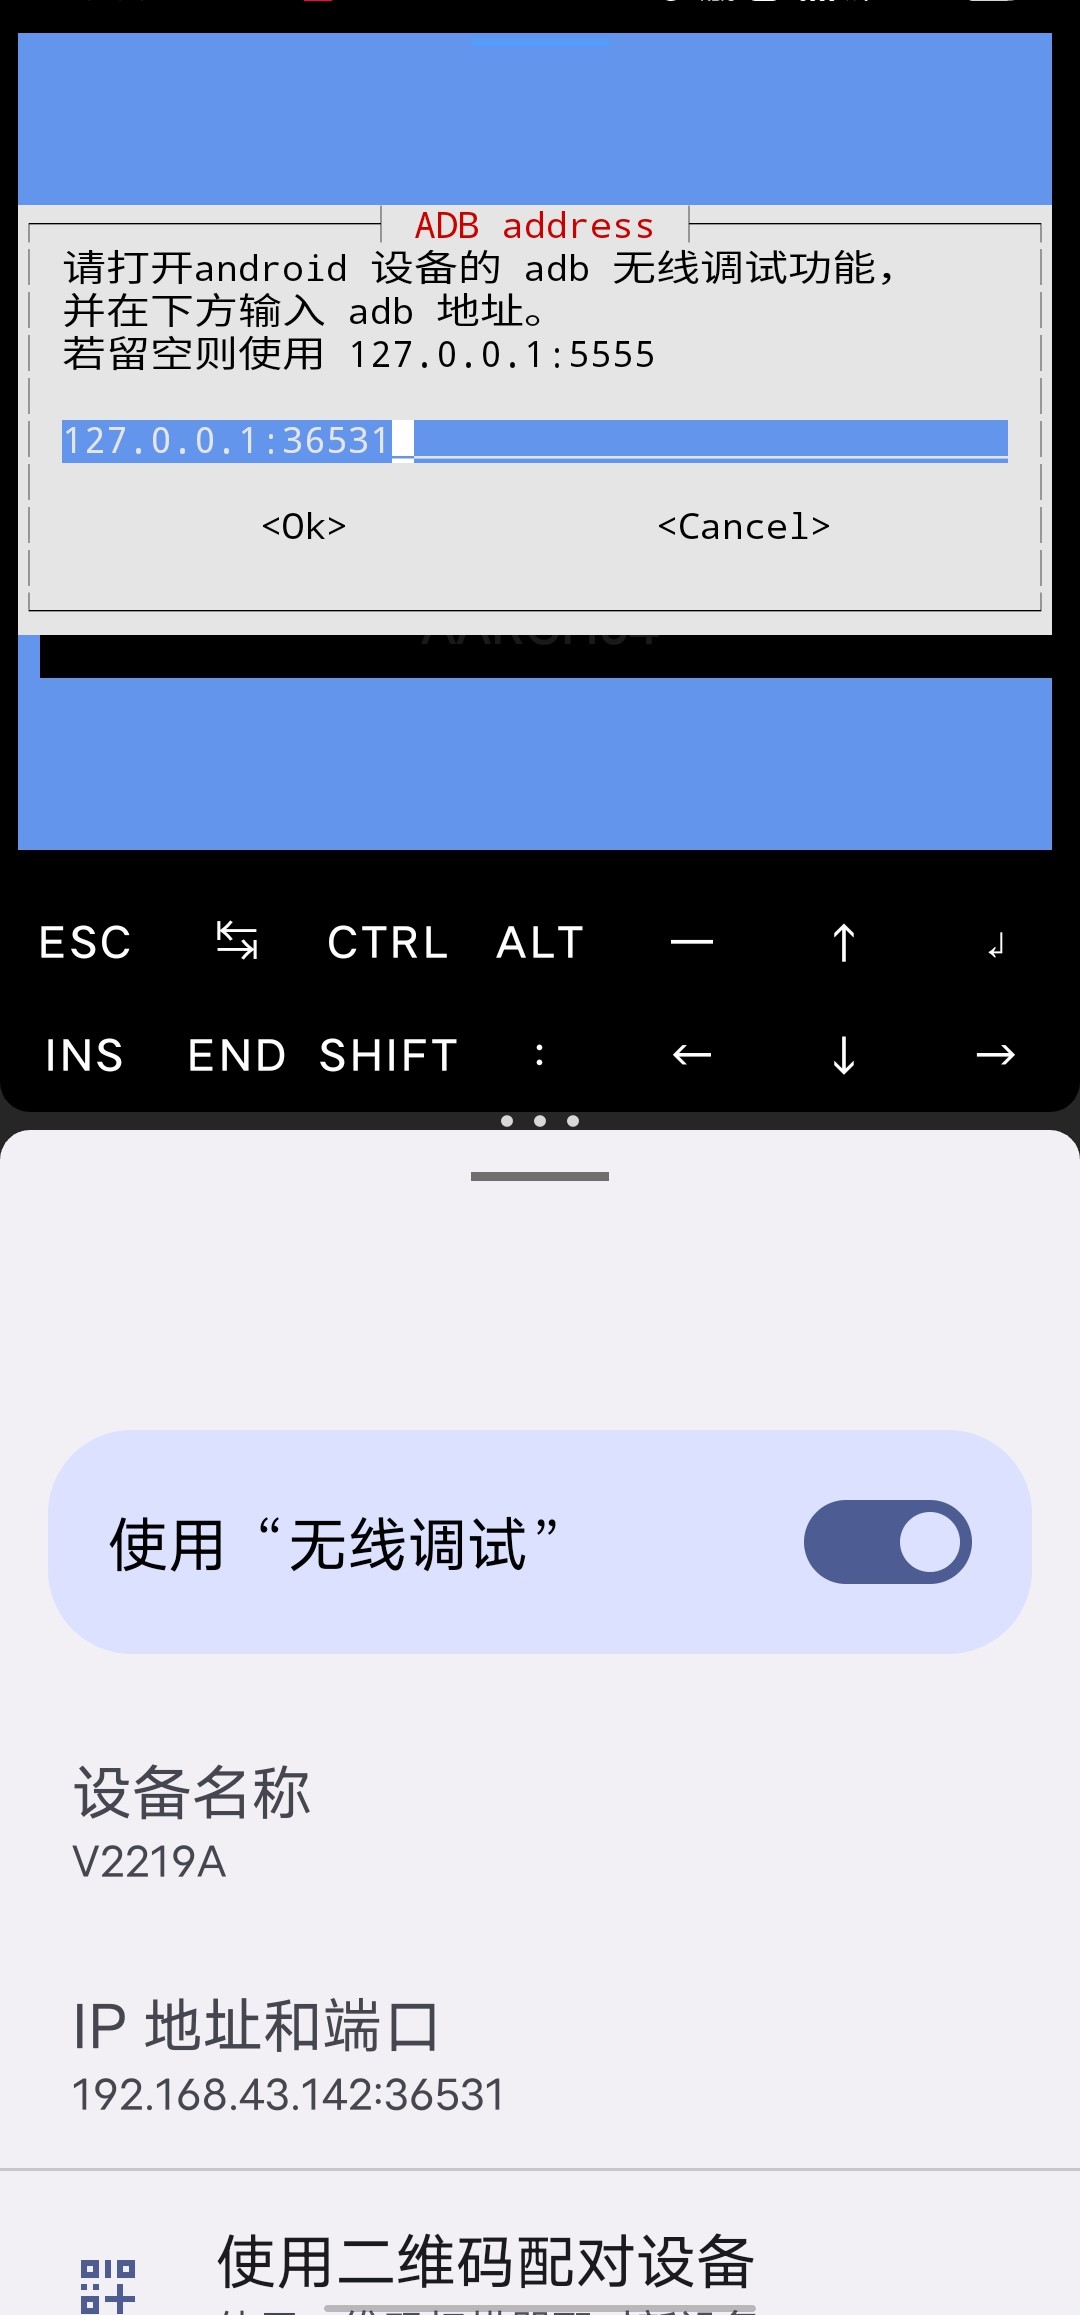 ADB address
请打开android 设备的 adb 无线调试功能，
并在下方输入 adb 地址。
若留空则使用 127.0.0.1:5555
127.0.0.1:36531
<Ok> <Cancel>
ESC ↹ CTRL ALT — ↑ ↲
INS END SHIFT : ← ↓ →
使用“无线调试”
设备名称
V2219A
IP 地址和端口
192.168.43.142:36531
使用二维码配对设备